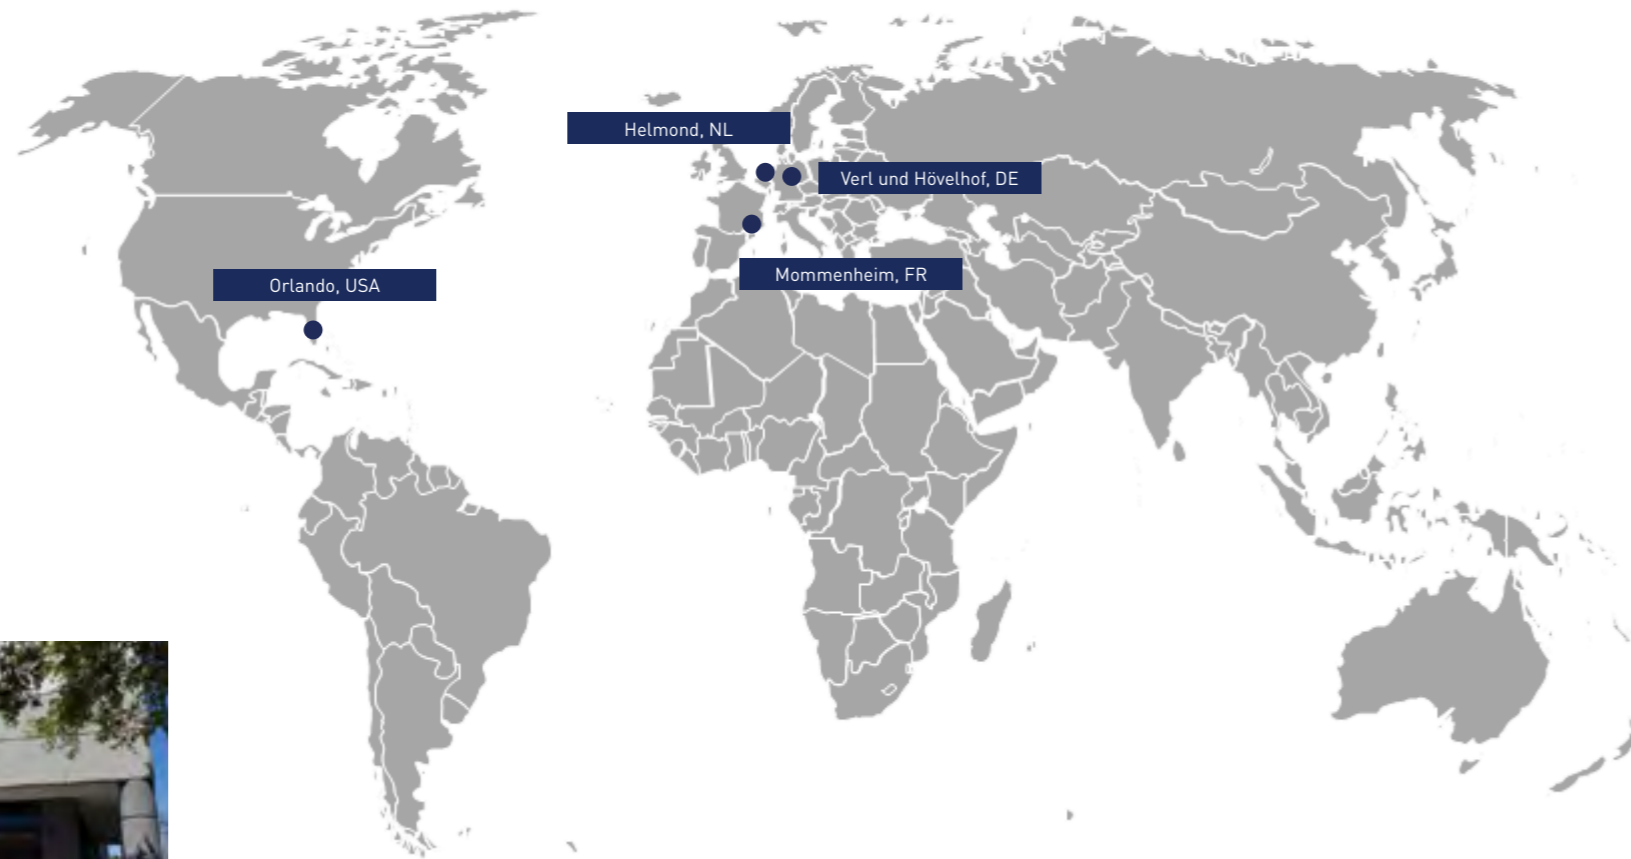 Helmond, NL
Verl und Hövelhof, DE
Mommenheim, FR
Orlando, USA